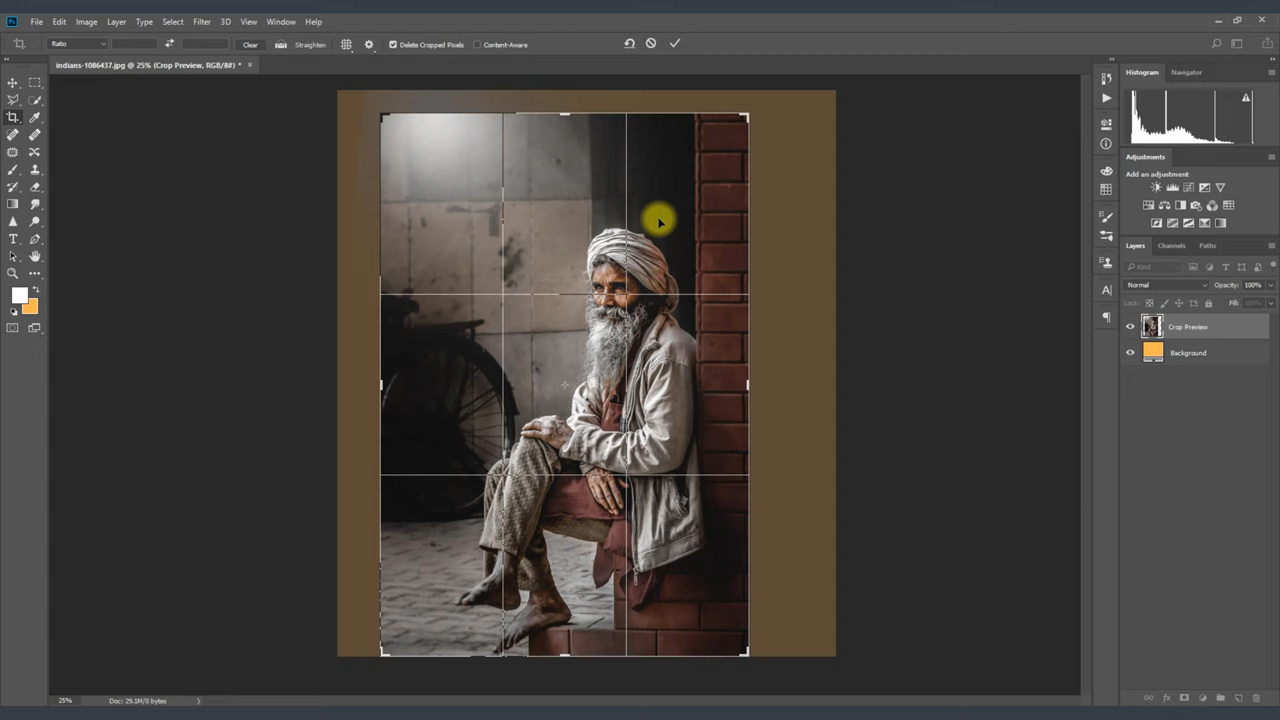 Ps File Edit Image Layer Type Select Filter 3D View Window Help
Ratio Clear Straighten Delete Cropped Pixels Content-Aware
indians-1086437.jpg @ 25% (Crop Preview, RGB/8#) *
Histogram Navigator
Adjustments
Add an adjustment
Layers Channels Paths
Kind
Normal Opacity: 100%
Lock: Fill: 100%
Crop Preview
Background
25% Doc: 29.1M/0 bytes